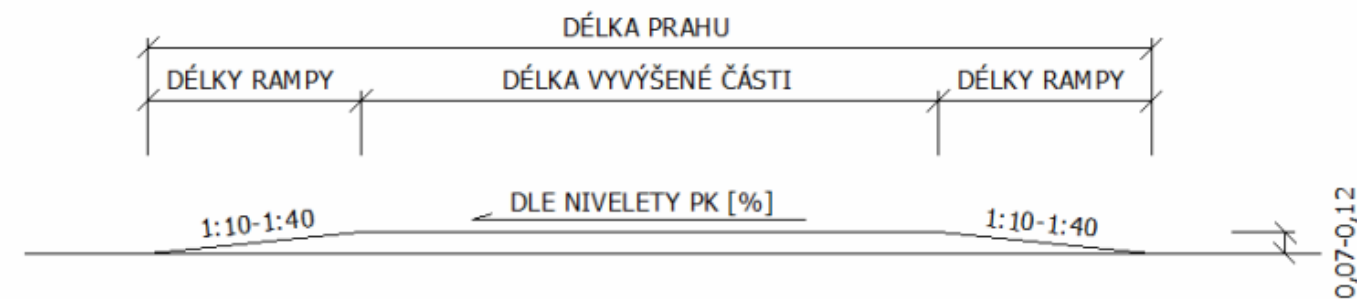 DÉLKA PRAHU
DÉLKY RAMPY
DÉLKA VYVÝŠENÉ ČÁSTI
DÉLKY RAMPY
1:10-1:40
DLE NIVELETY PK [%]
1:10-1:40
0,07-0,12